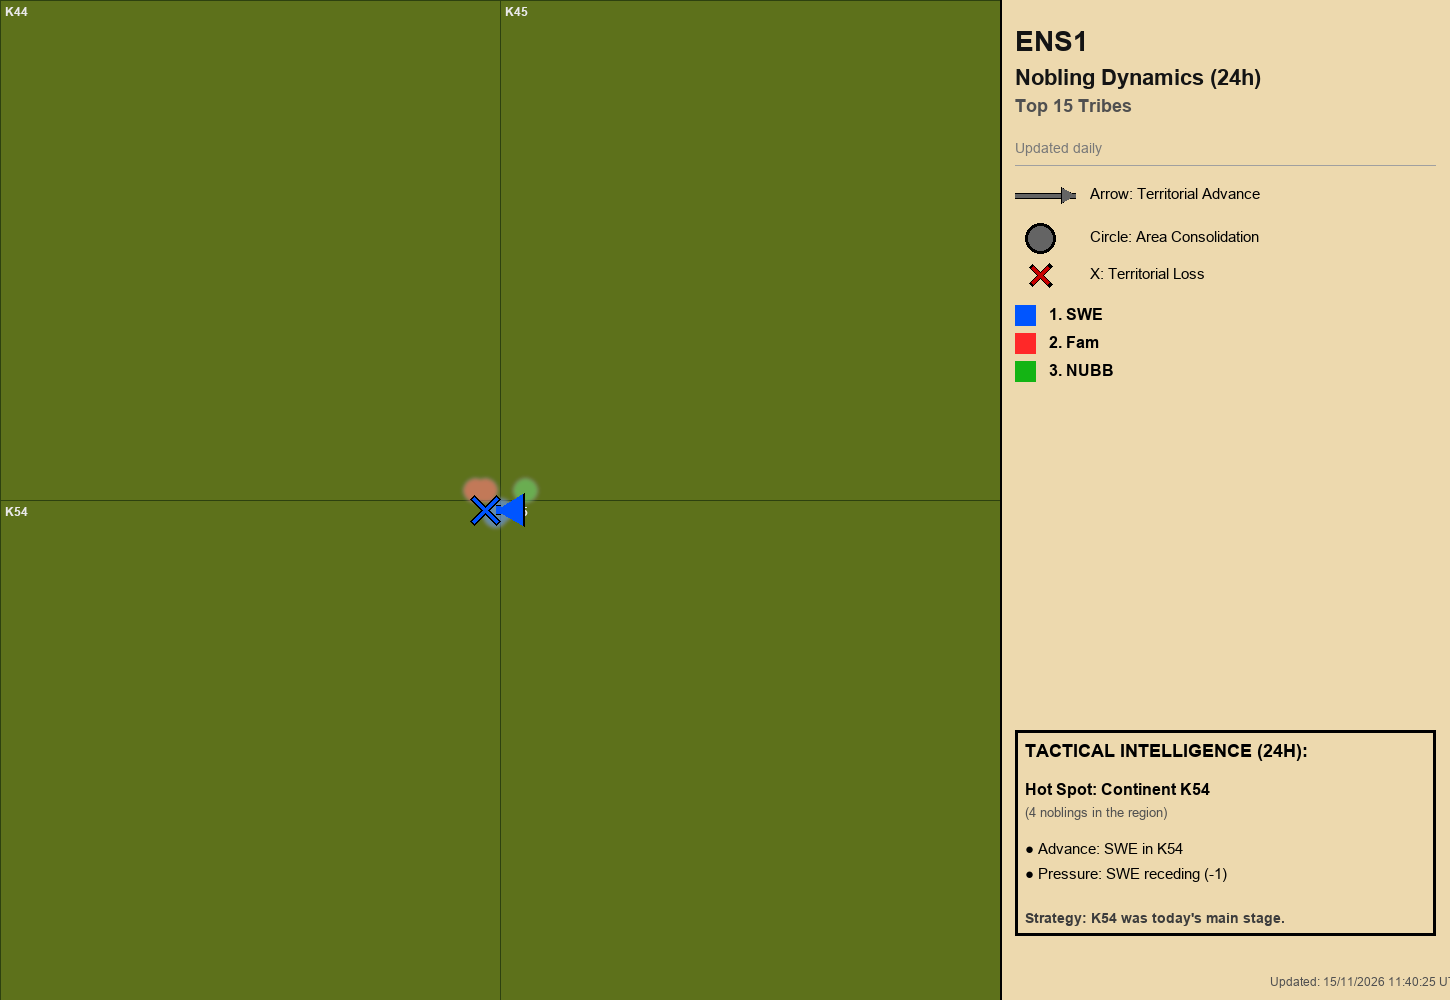 K44
K45
K54
ENS1
Nobling Dynamics (24h)
Top 15 Tribes
Updated daily
Arrow: Territorial Advance
Circle: Area Consolidation
X: Territorial Loss
1. SWE
2. Fam
3. NUBB
TACTICAL INTELLIGENCE (24H):
Hot Spot: Continent K54
(4 noblings in the region)
● Advance: SWE in K54
● Pressure: SWE receding (-1)
Strategy: K54 was today's main stage.
Updated: 15/11/2026 11:40:25